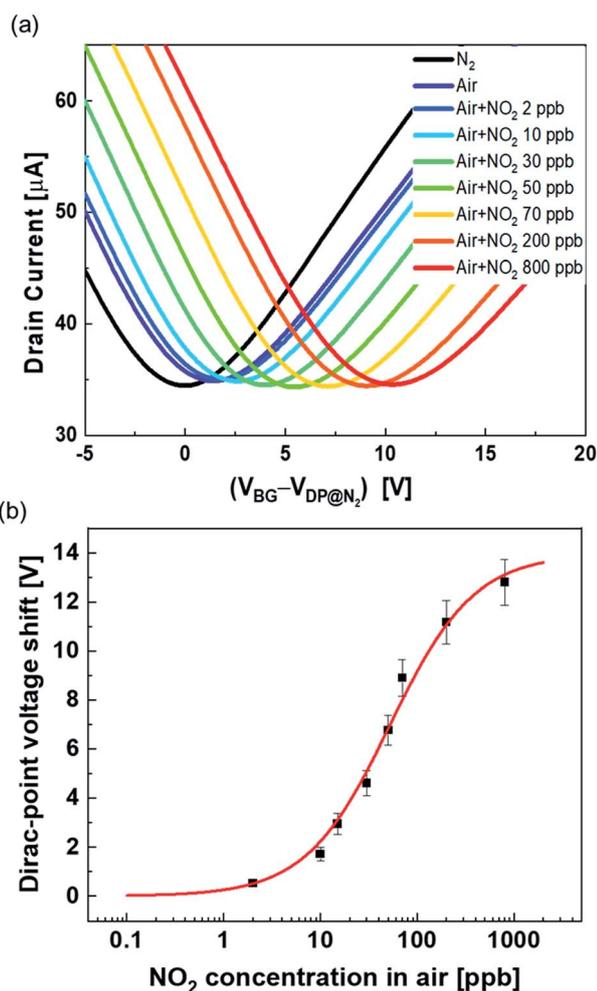 (a)
Drain Current [μA]
60
50
40
30
N₂
Air
Air+NO₂ 2 ppb
Air+NO₂ 10 ppb
Air+NO₂ 30 ppb
Air+NO₂ 50 ppb
Air+NO₂ 70 ppb
Air+NO₂ 200 ppb
Air+NO₂ 800 ppb
-5 0 5 10 15 20
(V_BG–V_DP@N₂) [V]
(b)
Dirac-point voltage shift [V]
14
12
10
8
6
4
2
0
0.1 1 10 100 1000
NO₂ concentration in air [ppb]